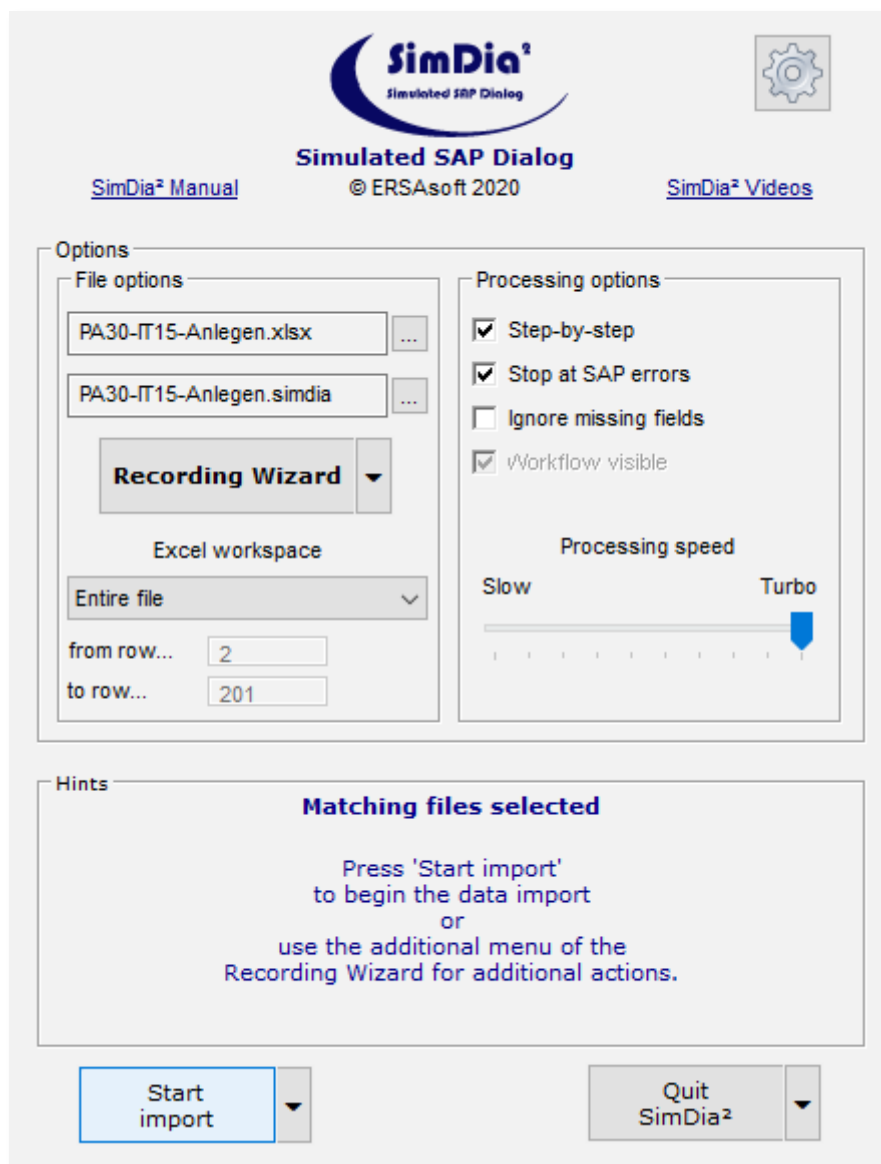 SimDia²
Simulated SAP Dialog
Simulated SAP Dialog
SimDia² Manual
© ERSAsoft 2020
SimDia² Videos
Options
File options
PA30-IT15-Anlegen.xlsx
...
PA30-IT15-Anlegen.simdia
...
Recording Wizard
Excel workspace
Entire file
from row...
2
to row...
201
Processing options
Step-by-step
Stop at SAP errors
Ignore missing fields
Workflow visible
Processing speed
Slow
Turbo
Hints
Matching files selected
Press 'Start import'
to begin the data import
or
use the additional menu of the
Recording Wizard for additional actions.
Start
import
Quit
SimDia²